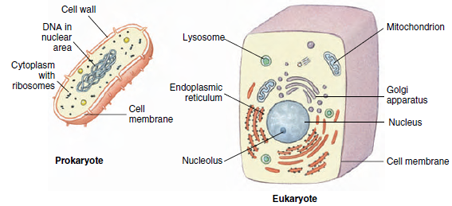 Cell wall
DNA in
nuclear
area
Cytoplasm
with
ribosomes
Cell
membrane
Prokaryote
Lysosome
Endoplasmic
reticulum
Nucleolus
Mitochondrion
Golgi
apparatus
Nucleus
Cell membrane
Eukaryote